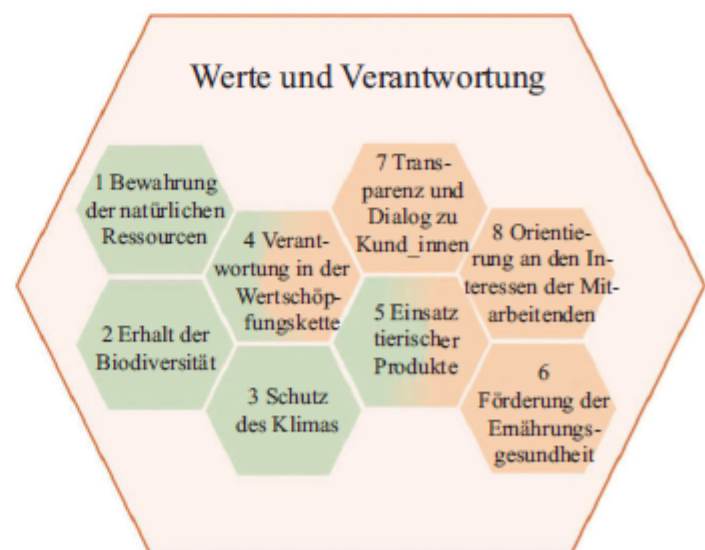 Werte und Verantwortung
1 Bewahrung
der natürlichen
Ressourcen
2 Erhalt der
Biodiversität
3 Schutz
des Klimas
4 Verant-
wortung in der
Wertschöp-
fungskette
5 Einsatz
tierischer
Produkte
6
Förderung der
Ernährungs-
gesundheit
7 Trans-
parenz und
Dialog zu
Kund_innen
8 Orientie-
rung an den In-
teressen der Mit-
arbeitenden